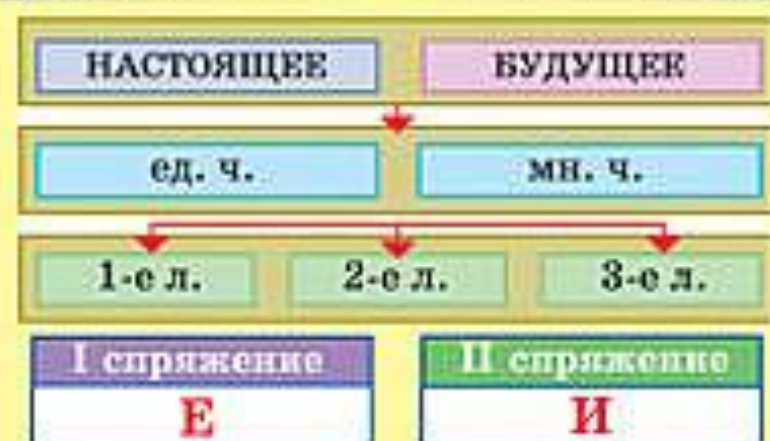 НАСТОЯЩЕЕ БУДУЩЕЕ
ед. ч. мн. ч.
1-е л. 2-е л. 3-е л.
I спряжение II спряжение
Е И